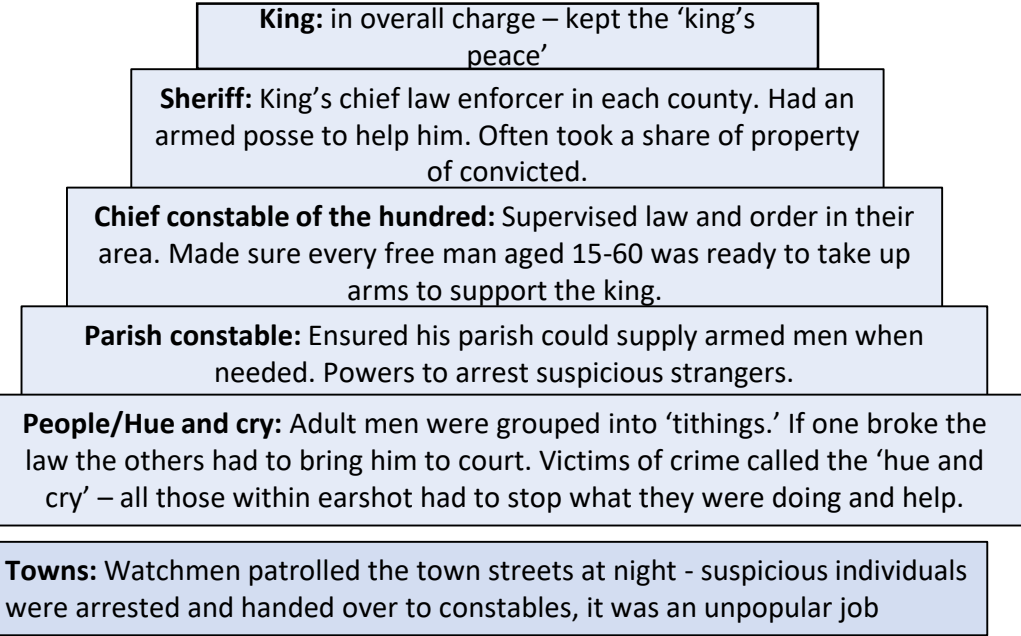 King: in overall charge – kept the ‘king’s
peace’
Sheriff: King’s chief law enforcer in each county. Had an
armed posse to help him. Often took a share of property
of convicted.
Chief constable of the hundred: Supervised law and order in their
area. Made sure every free man aged 15-60 was ready to take up
arms to support the king.
Parish constable: Ensured his parish could supply armed men when
needed. Powers to arrest suspicious strangers.
People/Hue and cry: Adult men were grouped into ‘tithings.’ If one broke the
law the others had to bring him to court. Victims of crime called the ‘hue and
cry’ – all those within earshot had to stop what they were doing and help.
Towns: Watchmen patrolled the town streets at night - suspicious individuals
were arrested and handed over to constables, it was an unpopular job